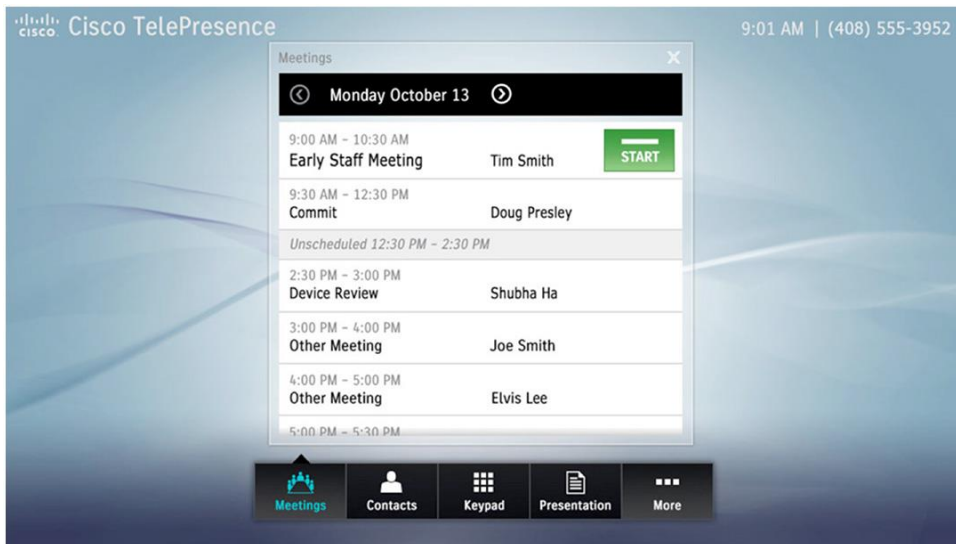 CISCO Cisco TelePresence
9:01 AM | (408) 555-3952
Meetings
Monday October 13
9:00 AM – 10:30 AM
Early Staff Meeting Tim Smith START
9:30 AM – 12:30 PM
Commit Doug Presley
Unscheduled 12:30 PM – 2:30 PM
2:30 PM – 3:00 PM
Device Review Shubha Ha
3:00 PM – 4:00 PM
Other Meeting Joe Smith
4:00 PM – 5:00 PM
Other Meeting Elvis Lee
5:00 PM – 5:30 PM
Meetings Contacts Keypad Presentation More